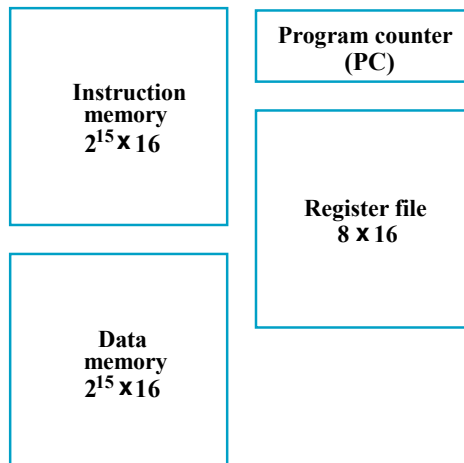 Instruction
memory
2¹⁵ x 16
Program counter
(PC)
Register file
8 x 16
Data
memory
2¹⁵ x 16